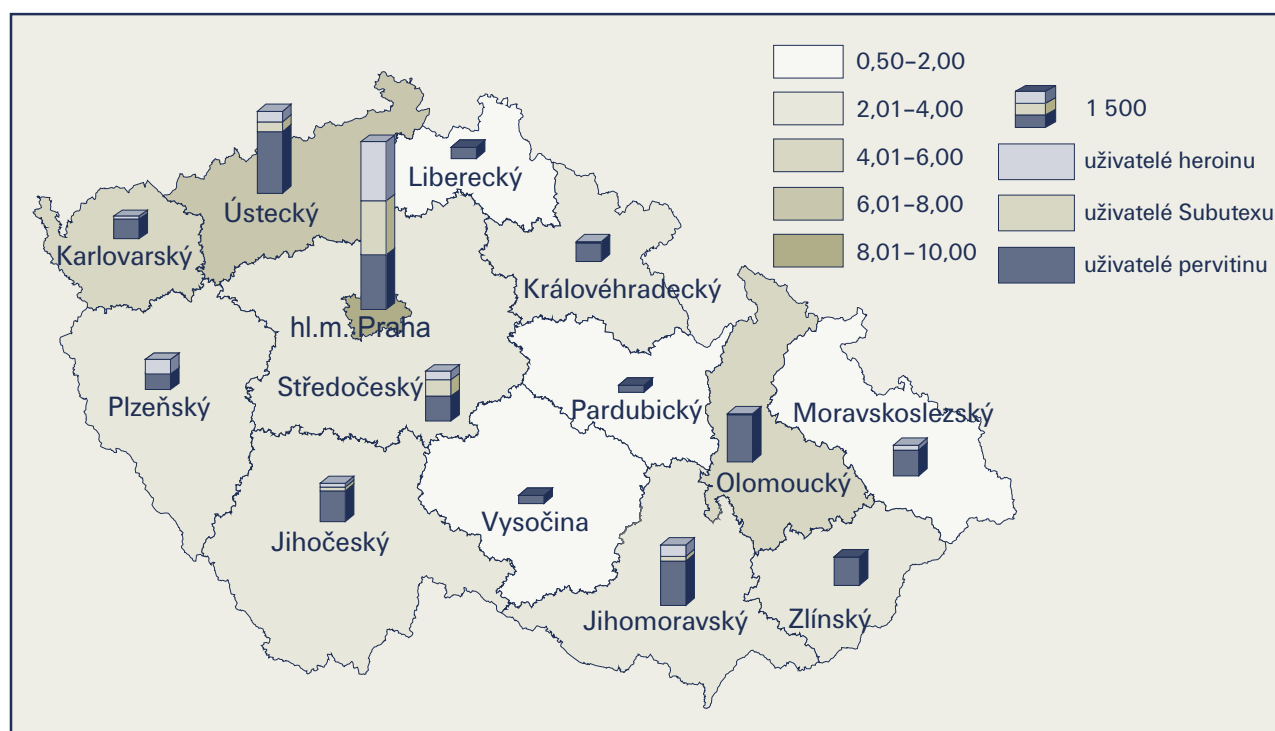 0,50–2,00
2,01–4,00
4,01–6,00
6,01–8,00
8,01–10,00
1 500
uživatelé heroinu
uživatelé Subutexu
uživatelé pervitinu
Liberecký
Ústecký
Karlovarský
Královéhradecký
hl.m. Praha
Středočeský
Plzeňský
Pardubický
Moravskoslezský
Olomoucký
Vysočina
Jihočeský
Jihomoravský
Zlínský